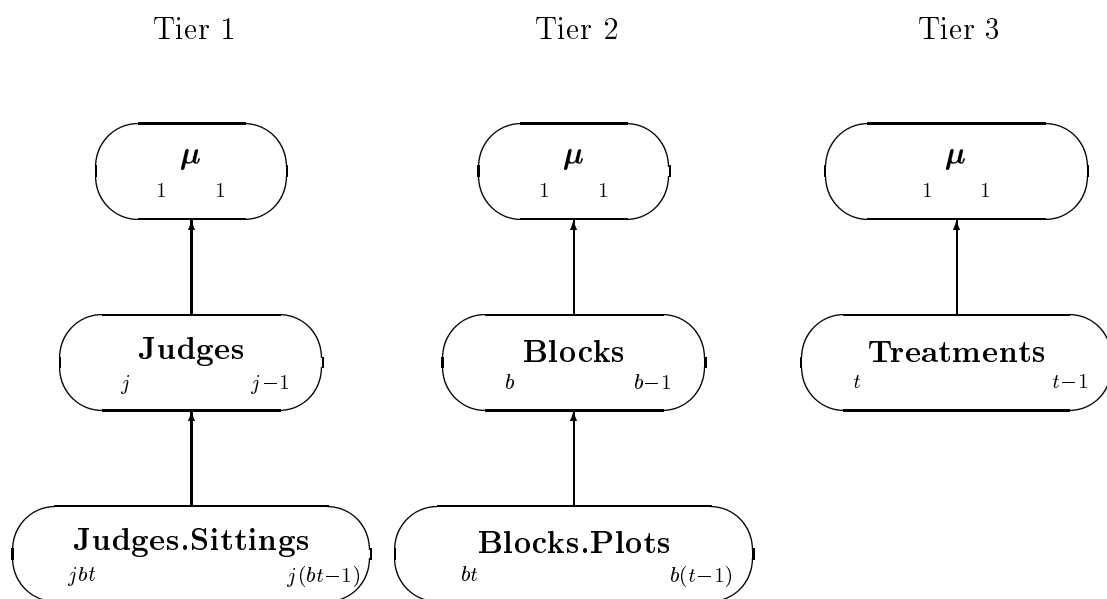 Tier 1 Tier 2 Tier 3
μ μ μ
1 1 1 1 1 1
Judges Blocks Treatments
j j−1 b b−1 t t−1
Judges.Sittings Blocks.Plots
jbt j(bt−1) bt b(t−1)